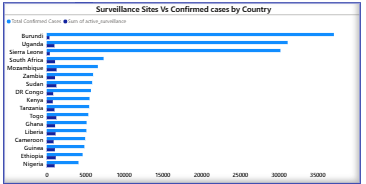 Surveillance Sites Vs Confirmed cases by Country
Total Confirmed Cases Sum of active_surveillance
Burundi
Uganda
Sierra Leone
South Africa
Mozambique
Zambia
Sudan
DR Congo
Kenya
Tanzania
Togo
Ghana
Liberia
Cameroon
Guinea
Ethiopia
Nigeria
0 5000 10000 15000 20000 25000 30000 35000